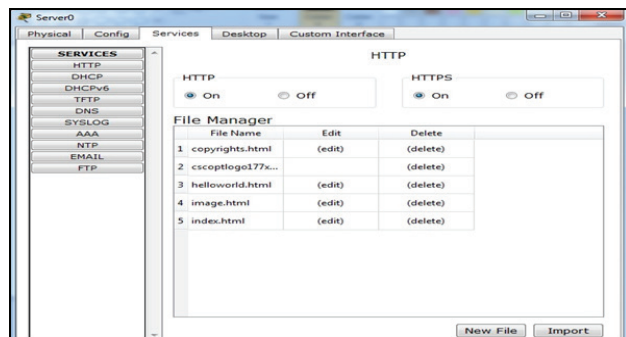 Server0
Physical Config Services Desktop Custom Interface
SERVICES
HTTP
DHCP
DHCPv6
TFTP
DNS
SYSLOG
AAA
NTP
EMAIL
FTP
HTTP
HTTP
On Off
HTTPS
On Off
File Manager
File Name Edit Delete
1 copyrights.html (edit) (delete)
2 cscoptlogo177x... (delete)
3 helloworld.html (edit) (delete)
4 image.html (edit) (delete)
5 index.html (edit) (delete)
New File Import